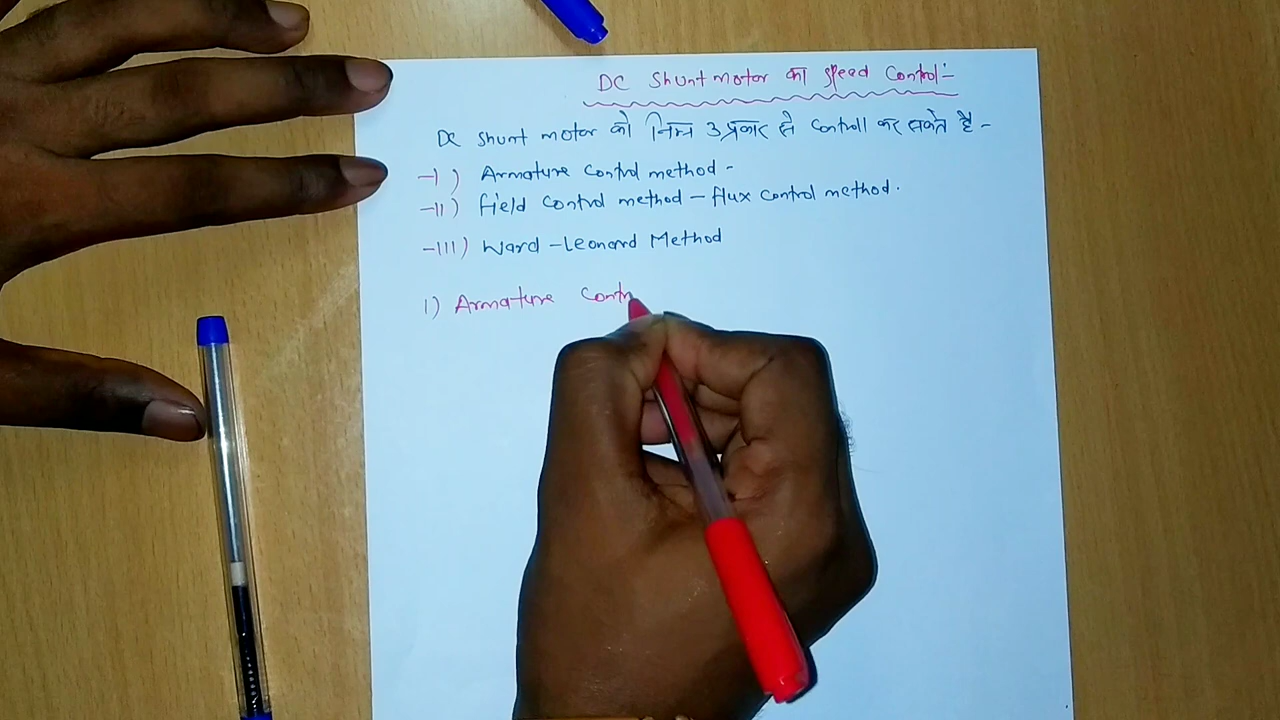 DC Shunt motor का Speed Control:-
DC Shunt motor को निम्न 3 प्रकार से Controll कर सकते है -
-I) Armature Control method -
-II) field control method - flux control method.
-III) Ward - Leonard Method
1) Armature Contr